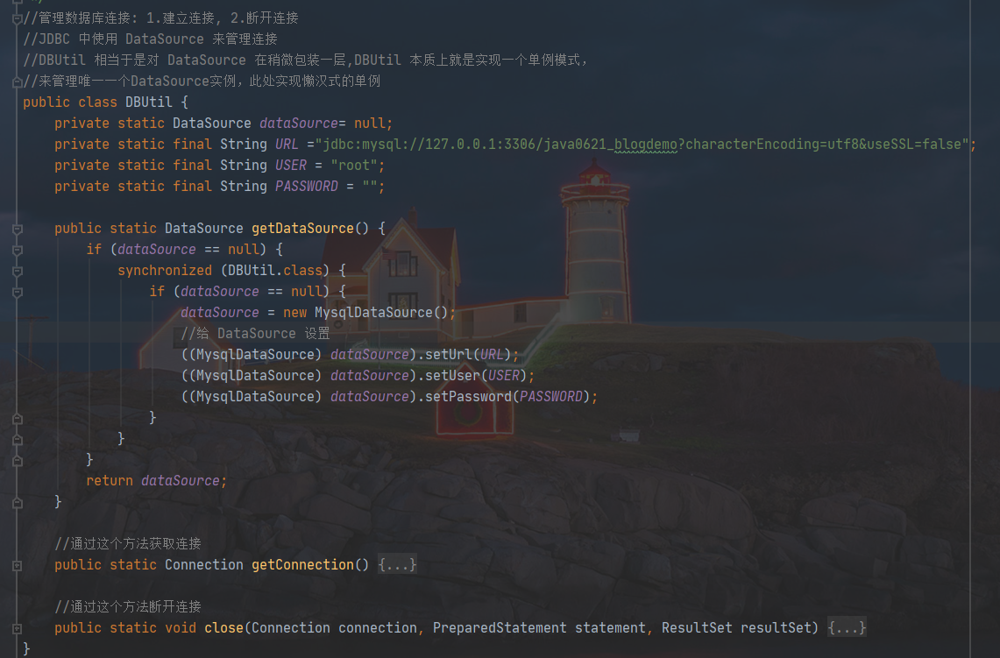 //管理数据库连接: 1.建立连接, 2.断开连接
//JDBC 中使用 DataSource 来管理连接
//DBUtil 相当于是对 DataSource 在稍微包装一层,DBUtil 本质上就是实现一个单例模式,
//来管理唯一一个DataSource实例，此处实现懒汉式的单例
public class DBUtil {
    private static DataSource dataSource= null;
    private static final String URL ="jdbc:mysql://127.0.0.1:3306/java0621_blogdemo?characterEncoding=utf8&useSSL=false";
    private static final String USER = "root";
    private static final String PASSWORD = "";

    public static DataSource getDataSource() {
        if (dataSource == null) {
            synchronized (DBUtil.class) {
                if (dataSource == null) {
                    dataSource = new MysqlDataSource();
                    //给 DataSource 设置
                    ((MysqlDataSource) dataSource).setUrl(URL);
                    ((MysqlDataSource) dataSource).setUser(USER);
                    ((MysqlDataSource) dataSource).setPassword(PASSWORD);
                }
            }
        }
        return dataSource;
    }

    //通过这个方法获取连接
    public static Connection getConnection() {...}

    //通过这个方法断开连接
    public static void close(Connection connection, PreparedStatement statement, ResultSet resultSet) {...}
}